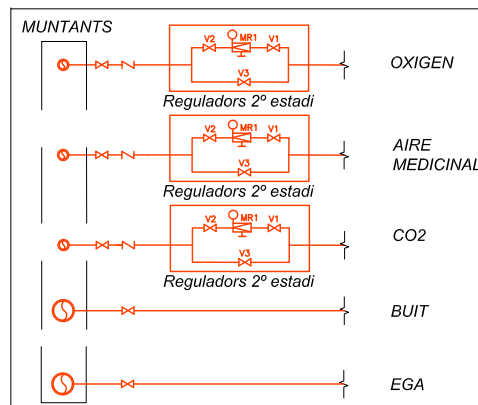 MUNTANTS
V2 MR1 V1
V3
OXIGEN
Reguladors 2º estadi
V2 MR1 V1
V3
AIRE
MEDICINAL
Reguladors 2º estadi
V2 MR1 V1
V3
CO2
Reguladors 2º estadi
BUIT
EGA